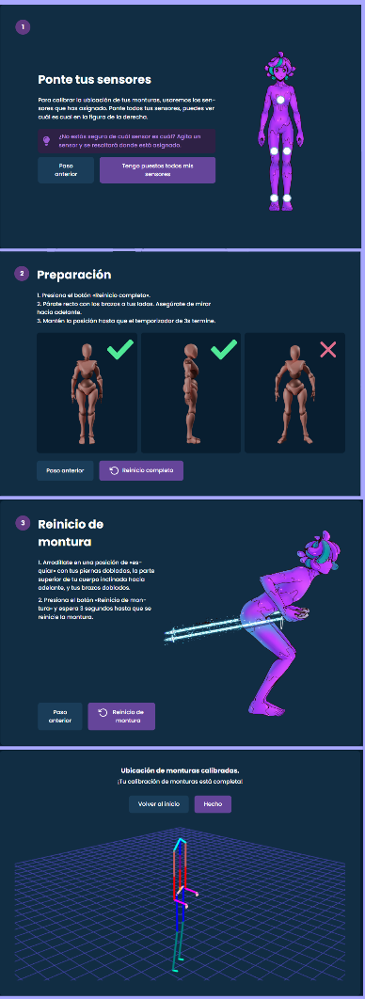 1
Ponte tus sensores
Para calibrar la ubicación de tus monturas, usaremos los sen-
sores que has asignado. Ponte todos tus sensores, puedes ver
cuál es cual en la figura de la derecha.
¿No estás seguro de cuál sensor es cuál? Agita un
sensor y se resaltará donde está asignado.
Paso
anterior
Tengo puestos todos mis
sensores
2
Preparación
1. Presiona el botón «Reinicio completo».
2. Párate recto con los brazos a tus lados. Asegúrate de mirar
hacia adelante.
3. Mantén la posición hasta que el temporizador de 3s termine.
Paso anterior
Reinicio completo
3
Reinicio de
montura
1. Arrodíllate en una posición de «es-
quiar» con tus piernas dobladas, la parte
superior de tu cuerpo inclinada hacia
adelante, y tus brazos doblados.
2. Presiona el botón «Reinicio de mon-
tura» y espera 3 segundos hasta que se
reinicie la montura.
Paso
anterior
Reinicio de
montura
Ubicación de monturas calibradas.
¡Tu calibración de monturas está completa!
Volver al inicio
Hecho